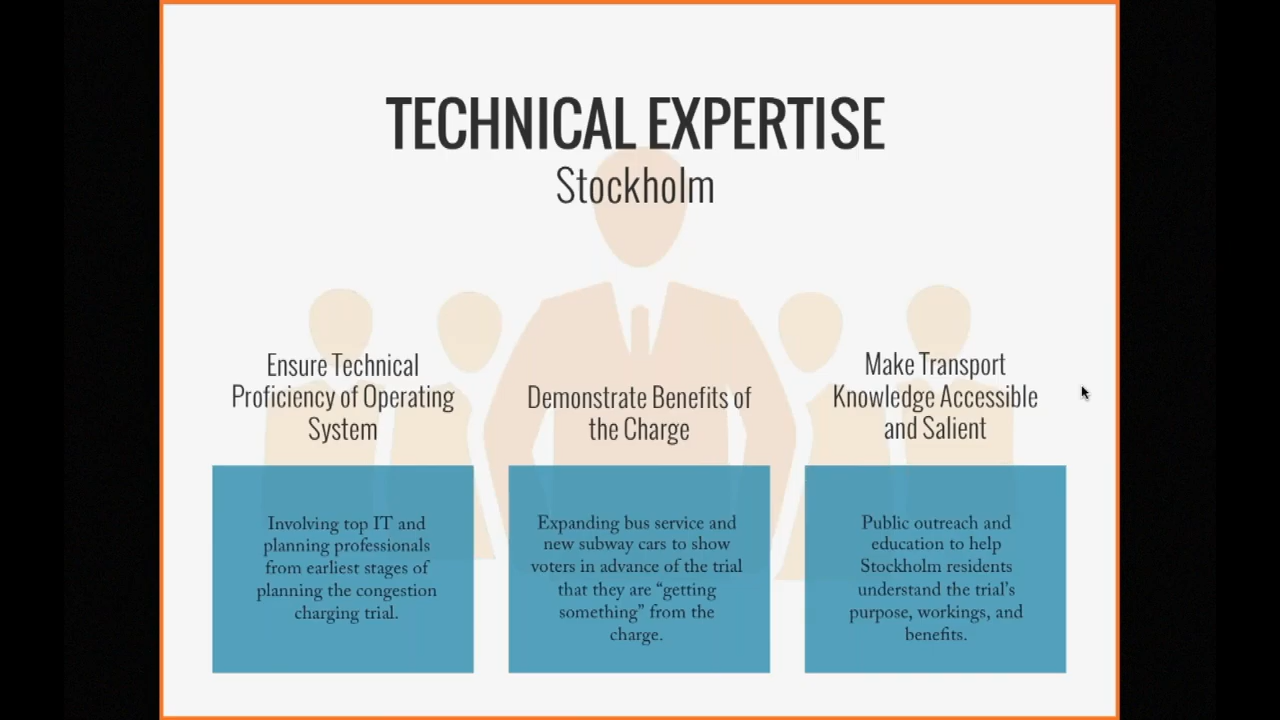 TECHNICAL EXPERTISE
Stockholm
Ensure Technical
Proficiency of Operating
System
Involving top IT and
planning professionals
from earliest stages of
planning the congestion
charging trial.
Demonstrate Benefits of
the Charge
Expanding bus service and
new subway cars to show
voters in advance of the trial
that they are “getting
something” from the
charge.
Make Transport
Knowledge Accessible
and Salient
Public outreach and
education to help
Stockholm residents
understand the trial’s
purpose, workings, and
benefits.